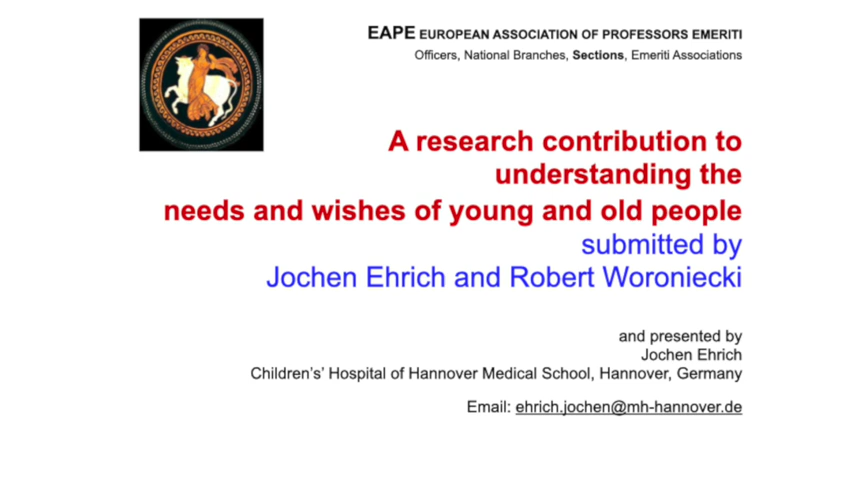 EAPE EUROPEAN ASSOCIATION OF PROFESSORS EMERITI
Officers, National Branches, Sections, Emeriti Associations
A research contribution to
understanding the
needs and wishes of young and old people
submitted by
Jochen Ehrich and Robert Woroniecki
and presented by
Jochen Ehrich
Children’s’ Hospital of Hannover Medical School, Hannover, Germany
Email: ehrich.jochen@mh-hannover.de